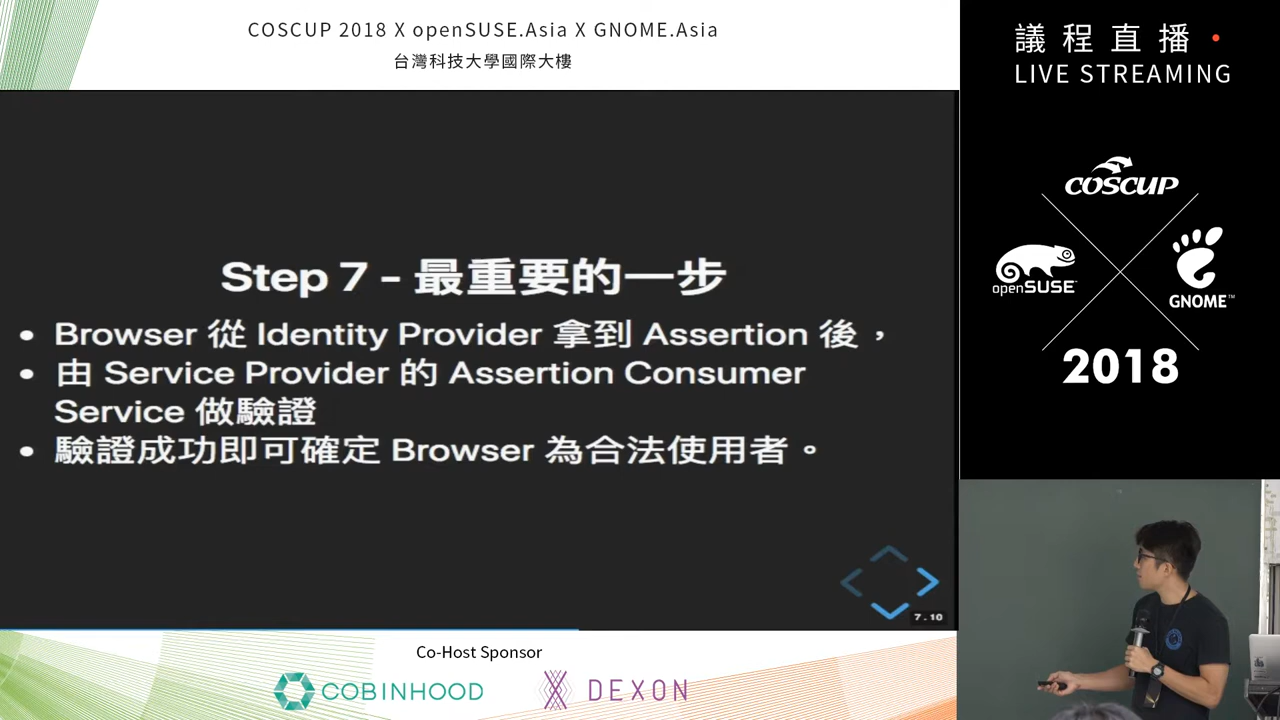 COSCUP 2018 X openSUSE.Asia X GNOME.Asia
台灣科技大學國際大樓
議程直播
LIVE STREAMING
COSCUP
openSUSE
GNOME™
2018
Step 7 - 最重要的一步
• Browser 從 Identity Provider 拿到 Assertion 後，
• 由 Service Provider 的 Assertion Consumer
Service 做驗證
• 驗證成功即可確定 Browser 為合法使用者。
7.10
Co-Host Sponsor
COBINHOOD
DEXON